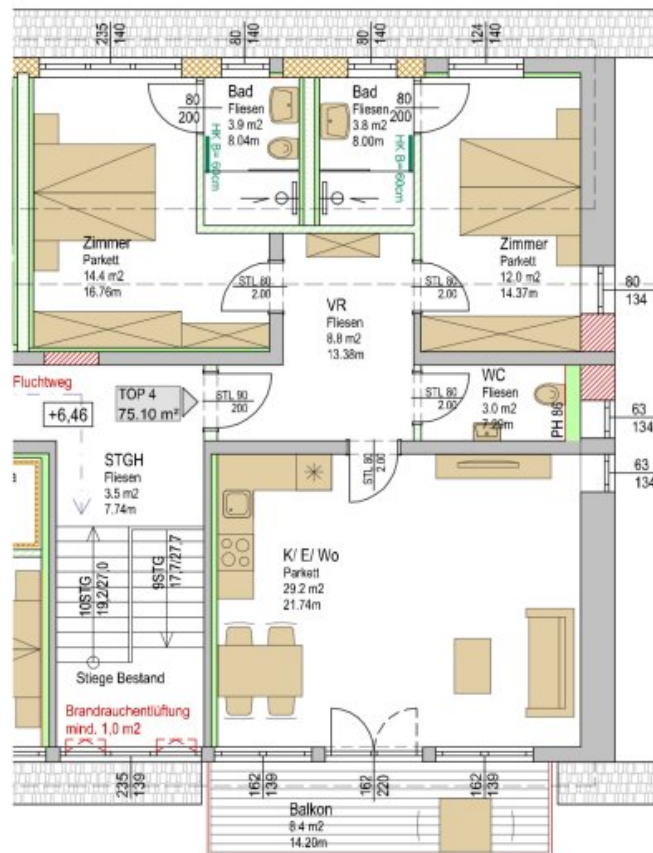 235
140
80
140
80
140
124
140
80
200
Bad
Fliesen
3.9 m2
8.04m
HK B= 60cm
Bad
Fliesen
3.8 m2
8.00m
80
200
HK B=60cm
Zimmer
Parkett
14.4 m2
16.76m
STL 80
2.00
VR
Fliesen
8.8 m2
13.38m
STL 80
2.00
Zimmer
Parkett
12.0 m2
14.37m
80
134
Fluchtweg
+6,46
TOP 4
75.10 m²
STL 90
200
STL 80
2.00
WC
Fliesen
3.0 m2
7.29m
PH 86
63
134
63
134
STGH
Fliesen
3.5 m2
7.74m
STL 80
2.00
10STG
19,2/27,0
9STG
17,7/27,7
K/ E/ Wo
Parkett
29.2 m2
21.74m
Stiege Bestand
Brandrauchentlüftung
mind. 1,0 m2
235
139
162
139
162
220
162
139
Balkon
8.4 m2
14.20m